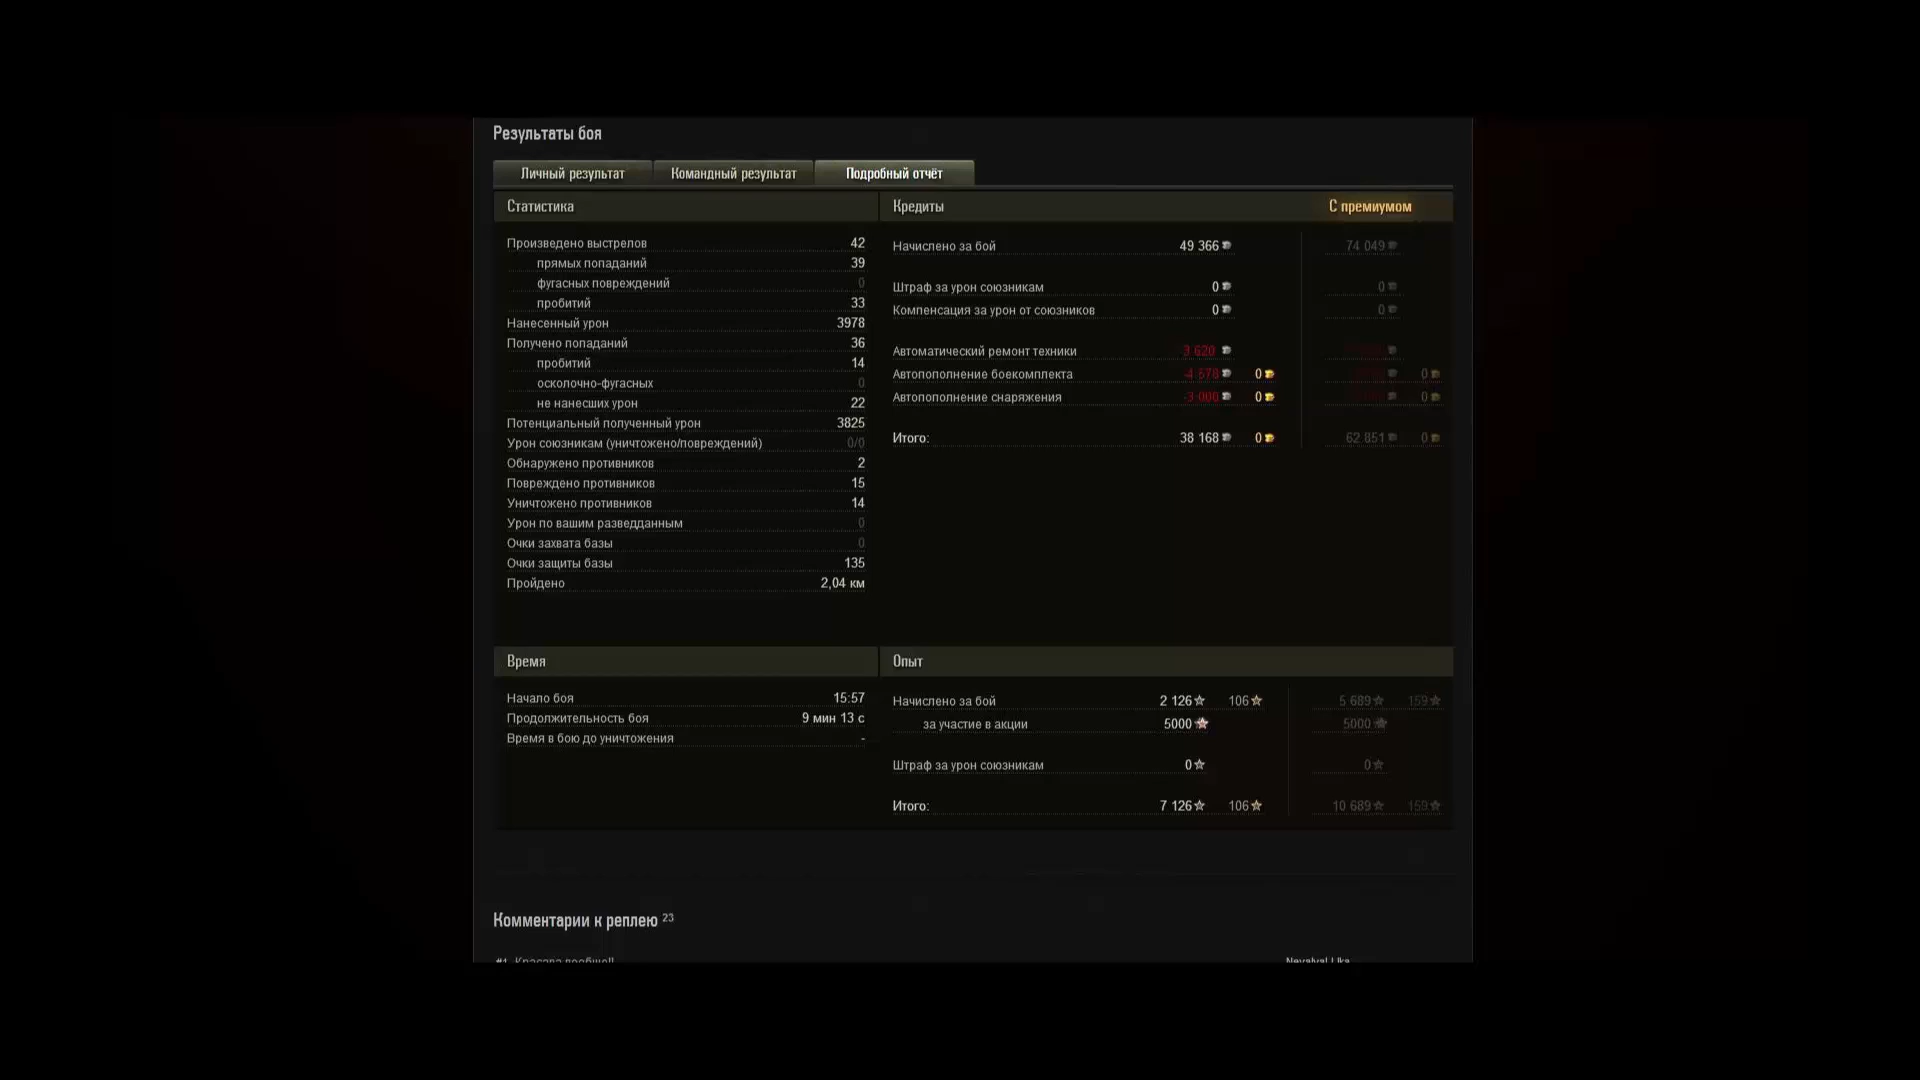 Результаты боя
Личный результат Командный результат Подробный отчёт
Статистика
Произведено выстрелов 42
прямых попаданий 39
фугасных повреждений 0
пробитий 33
Нанесенный урон 3978
Получено попаданий 36
пробитий 14
осколочно-фугасных 0
не нанесших урон 22
Потенциальный полученный урон 3825
Урон союзникам (уничтожено/повреждений) 0/0
Обнаружено противников 2
Повреждено противников 15
Уничтожено противников 14
Урон по вашим разведданным 0
Очки захвата базы 0
Очки защиты базы 135
Пройдено 2,04 км
Кредиты С премиумом
Начислено за бой 49 366 74 049
Штраф за урон союзникам 0 0
Компенсация за урон от союзников 0 0
Автоматический ремонт техники -3 620
Автопополнение боекомплекта -4 578 0 0
Автопополнение снаряжения -3 000 0 0
Итого: 38 168 0 62 851 0
Время
Начало боя 15:57
Продолжительность боя 9 мин 13 с
Время в бою до уничтожения -
Опыт
Начислено за бой 2 126 106 5 689 159
за участие в акции 5000 5000
Штраф за урон союзникам 0 0
Итого: 7 126 106 10 689 159
Комментарии к реплею 23
#1